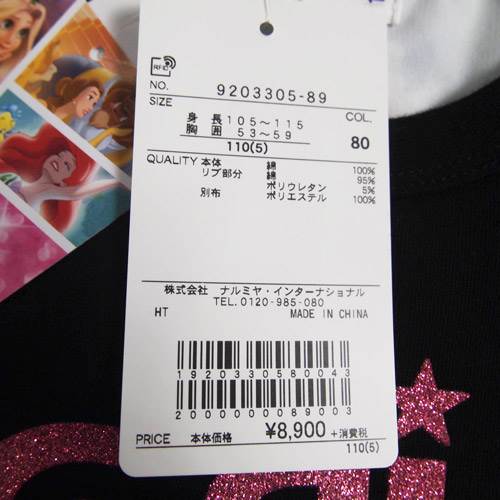 RFID
NO. 9203305-89
SIZE COL.
身長 105～115
胸囲 53～59 80
110(5)
QUALITY 本体 綿 100%
リブ部分 綿 95%
ポリウレタン 5%
別布 ポリエステル 100%
株式会社 ナルミヤ・インターナショナル
TEL.0120-985-080
HT MADE IN CHINA
1920330580043
2000000089003
PRICE 本体価格 ¥8,900 +消費税
110(5)